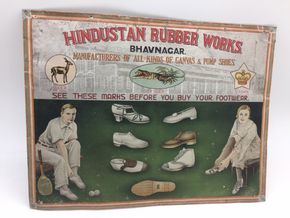 HINDUSTAN RUBBER WORKS
BHAVNAGAR.
MANUFACTURERS OF ALL KINDS OF CANVAS & PUMP SHOES
SEE THESE MARKS BEFORE YOU BUY YOUR FOOTWEAR.